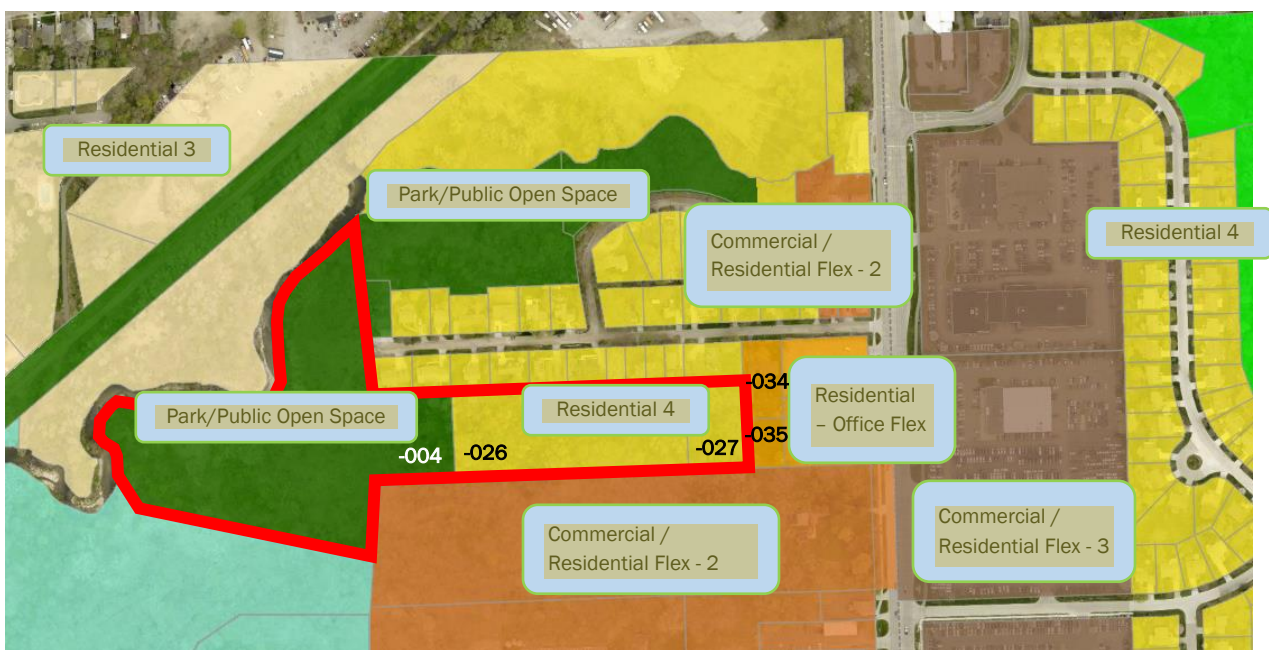 Residential 3
Park/Public Open Space
Commercial /
Residential Flex - 2
Residential 4
-034
Residential
– Office Flex
Park/Public Open Space
Residential 4
-035
-004
-026
-027
Commercial /
Residential Flex - 2
Commercial /
Residential Flex - 3